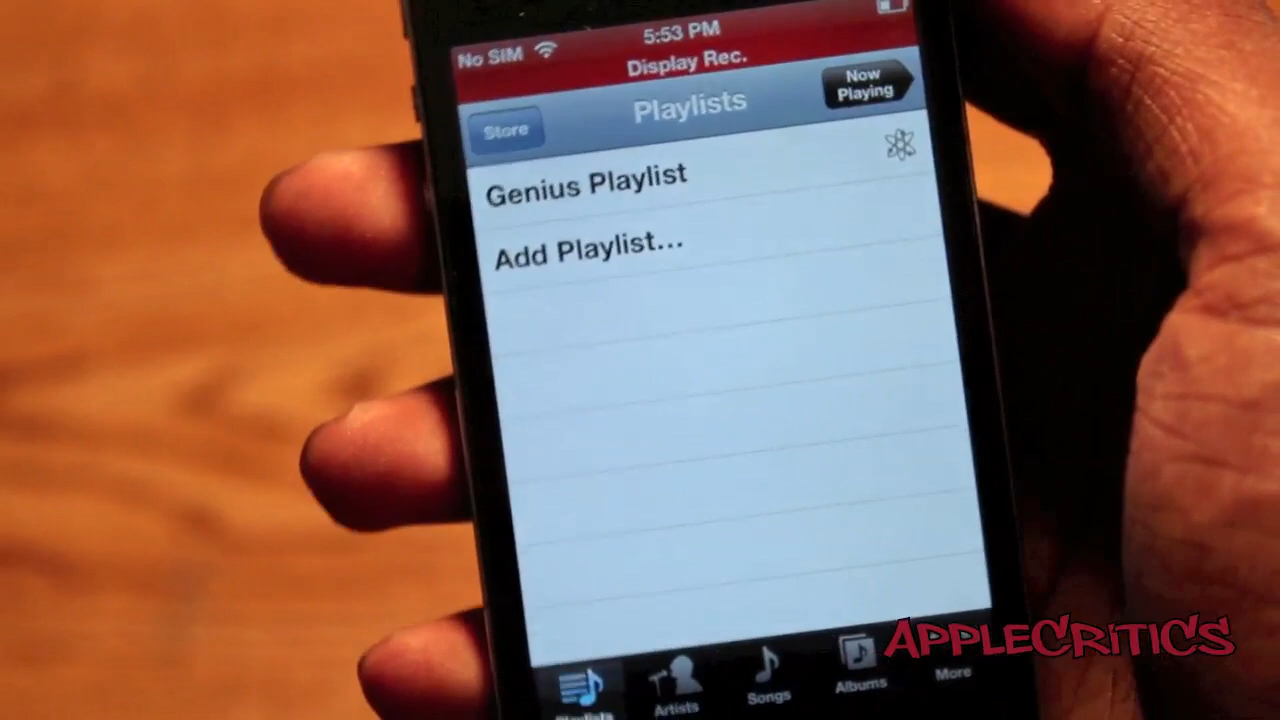 No SIM 5:53 PM
Display Rec.
Store Playlists Now
Playing
Genius Playlist
Add Playlist...
Playlists Artists Songs Albums More
APPLECRITICS